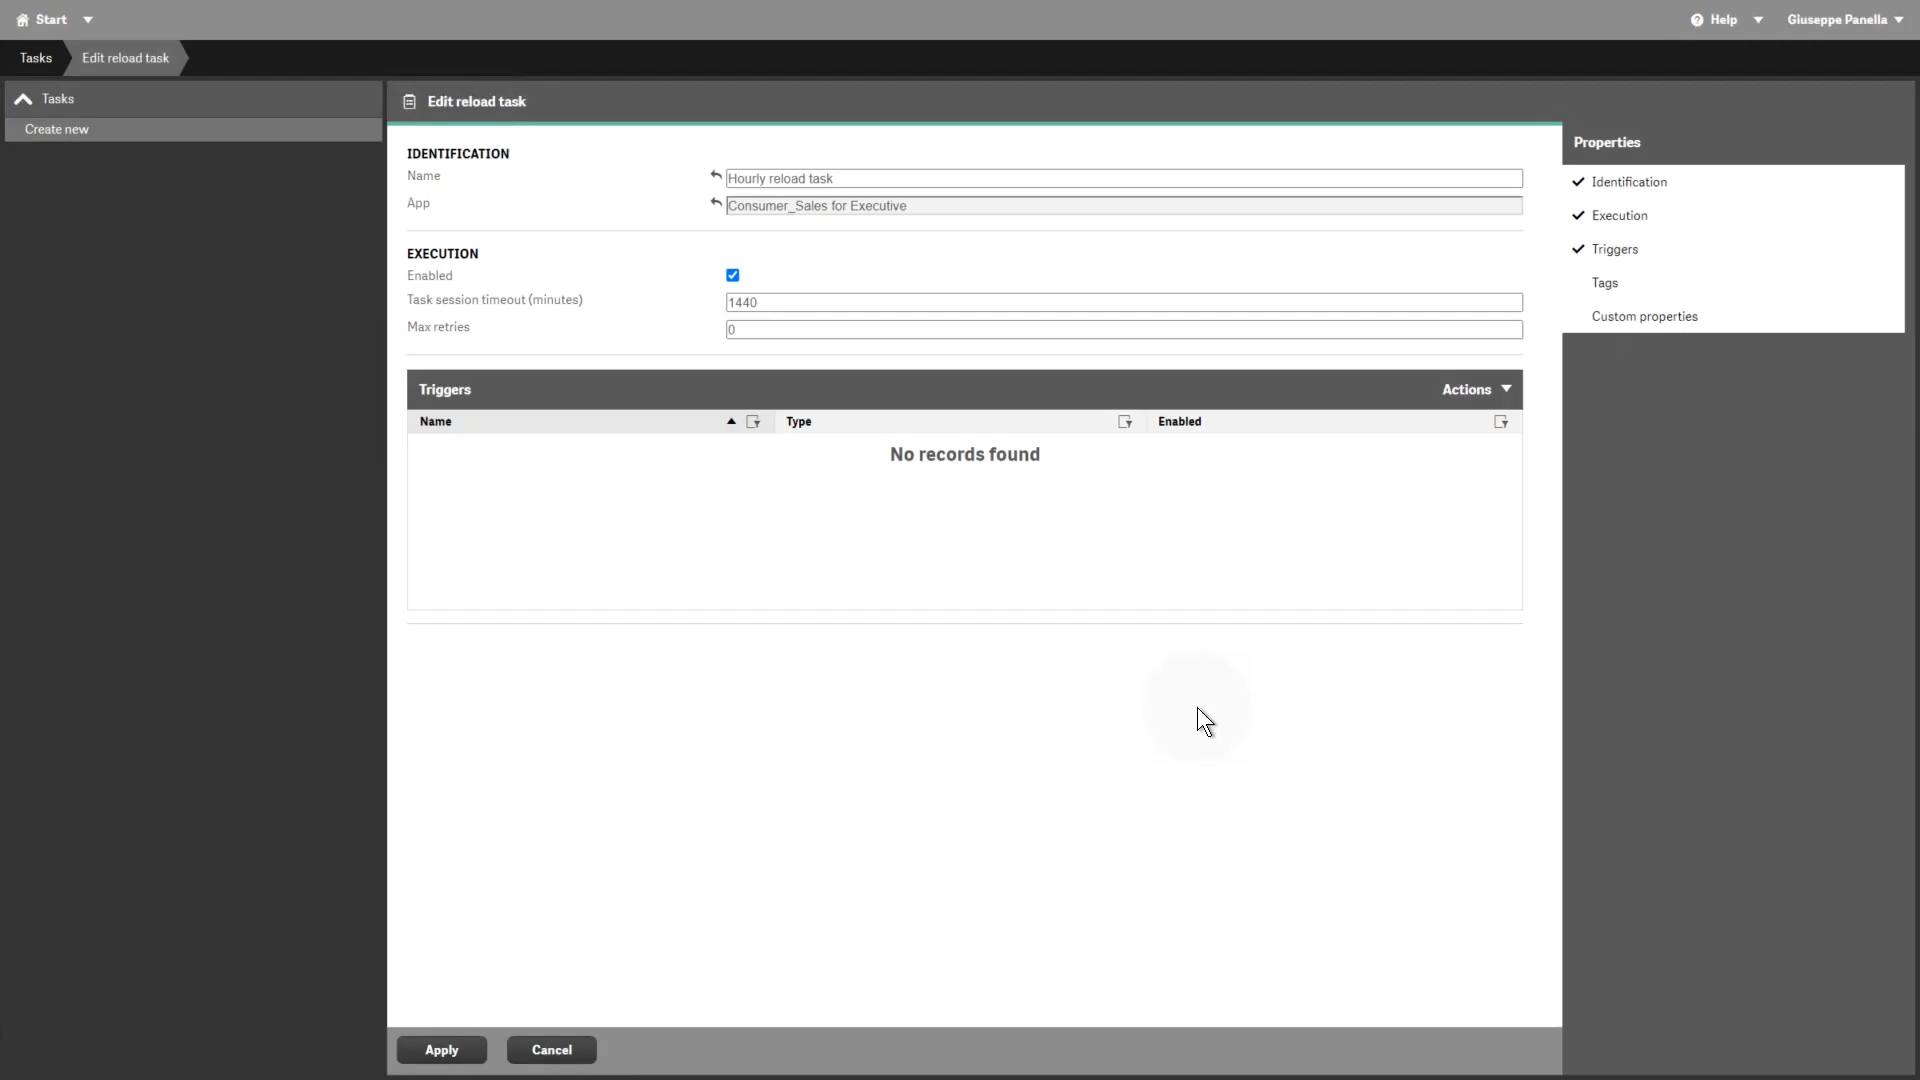 Start
Help
Giuseppe Panella
Tasks
Edit reload task
Tasks
Create new
Edit reload task
IDENTIFICATION
Name
Hourly reload task
App
Consumer_Sales for Executive
EXECUTION
Enabled
Task session timeout (minutes)
1440
Max retries
0
Triggers
Actions
Name
Type
Enabled
No records found
Apply
Cancel
Properties
Identification
Execution
Triggers
Tags
Custom properties